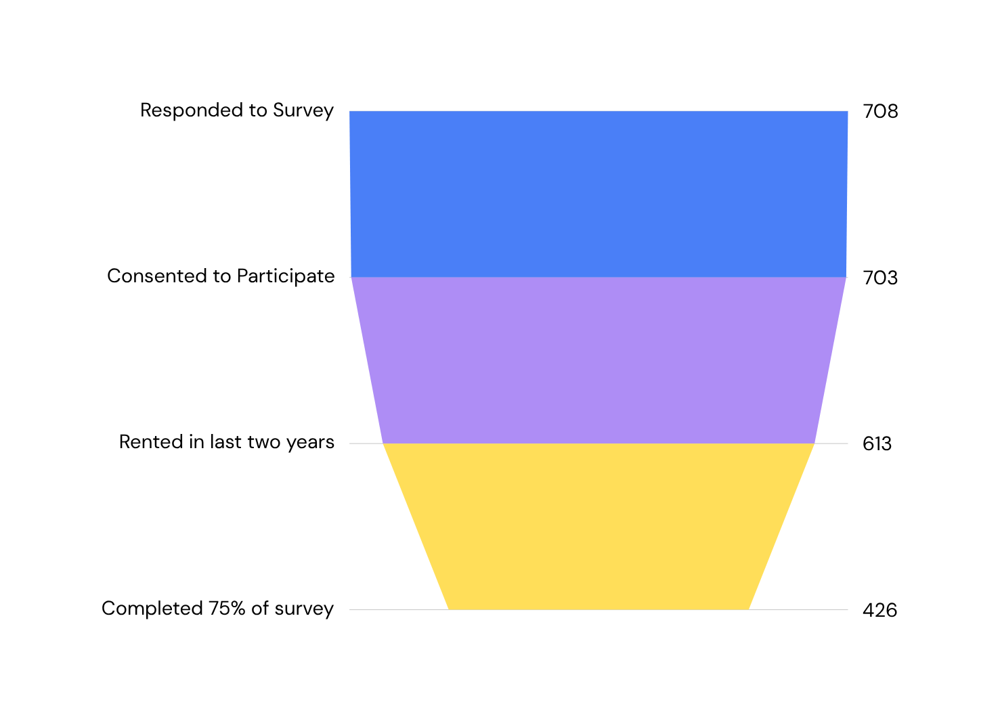 Responded to Survey 708
Consented to Participate 703
Rented in last two years 613
Completed 75% of survey 426